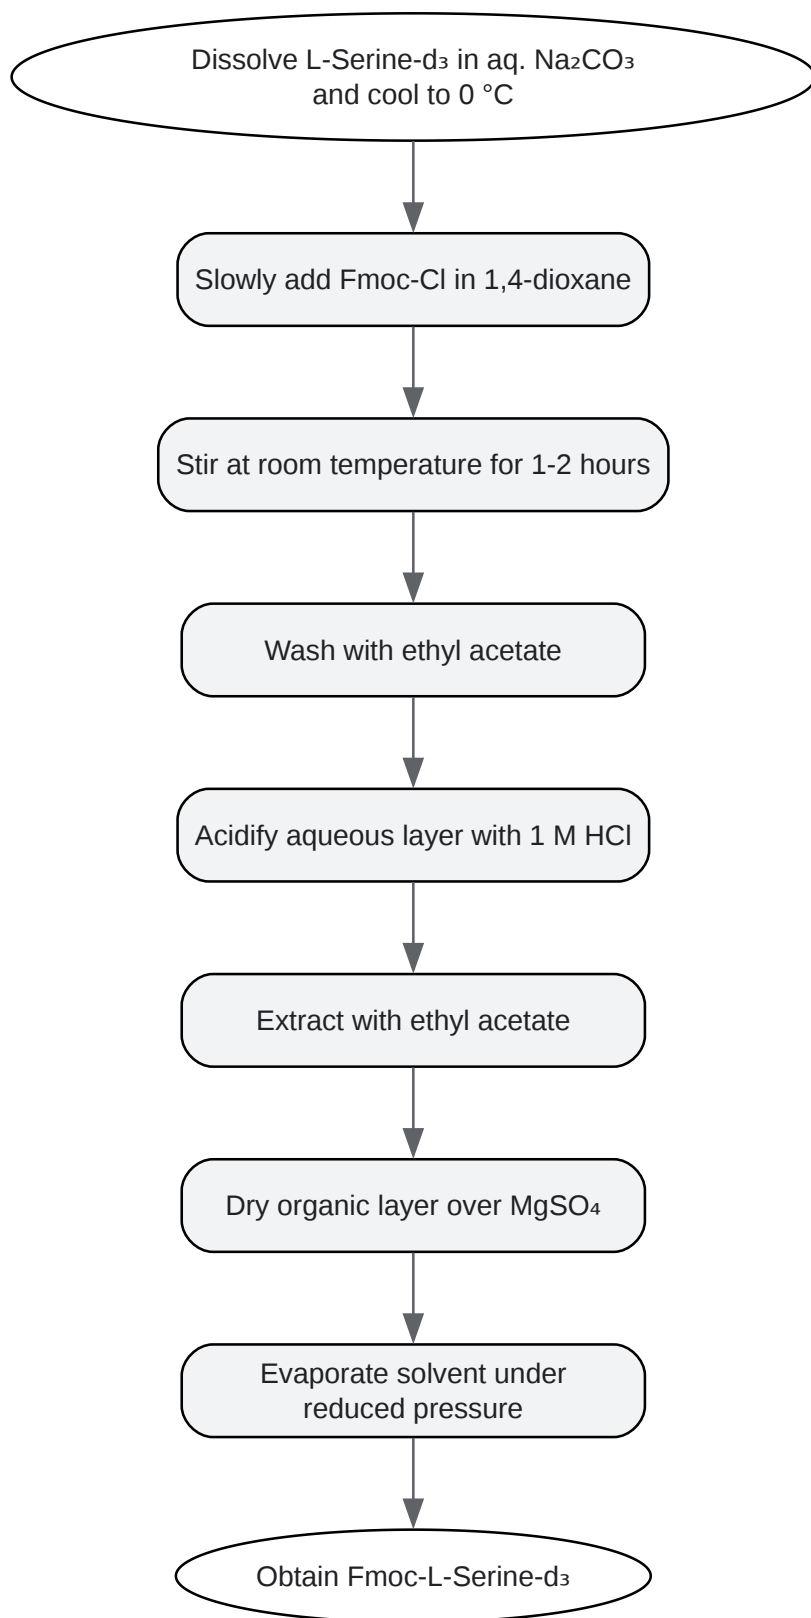 Dissolve L-Serine-d₃ in aq. Na₂CO₃
and cool to 0 °C
Slowly add Fmoc-Cl in 1,4-dioxane
Stir at room temperature for 1-2 hours
Wash with ethyl acetate
Acidify aqueous layer with 1 M HCl
Extract with ethyl acetate
Dry organic layer over MgSO₄
Evaporate solvent under
reduced pressure
Obtain Fmoc-L-Serine-d₃